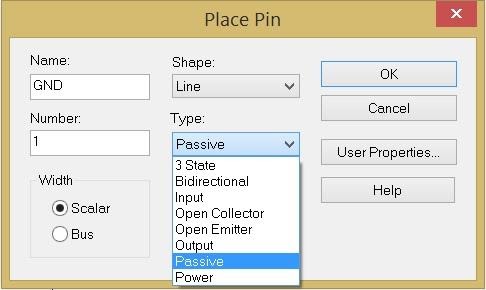 Place Pin
Name:
GND
Shape:
Line
OK
Cancel
Number:
1
Type:
Passive
User Properties...
Help
Width
Scalar
Bus
3 State
Bidirectional
Input
Open Collector
Open Emitter
Output
Passive
Power